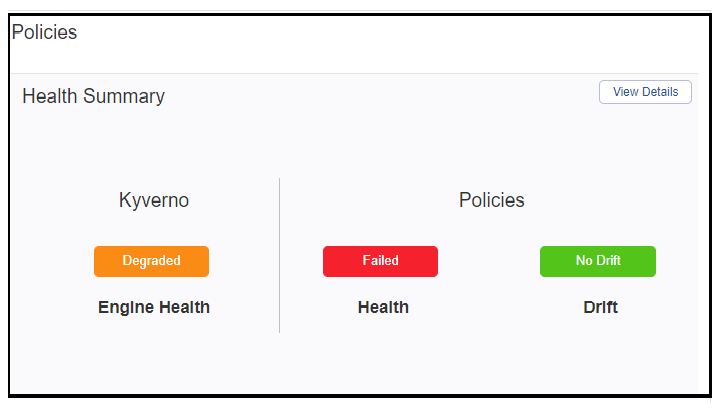 Policies
Health Summary
View Details
Kyverno
Policies
Degraded
Failed
No Drift
Engine Health
Health
Drift